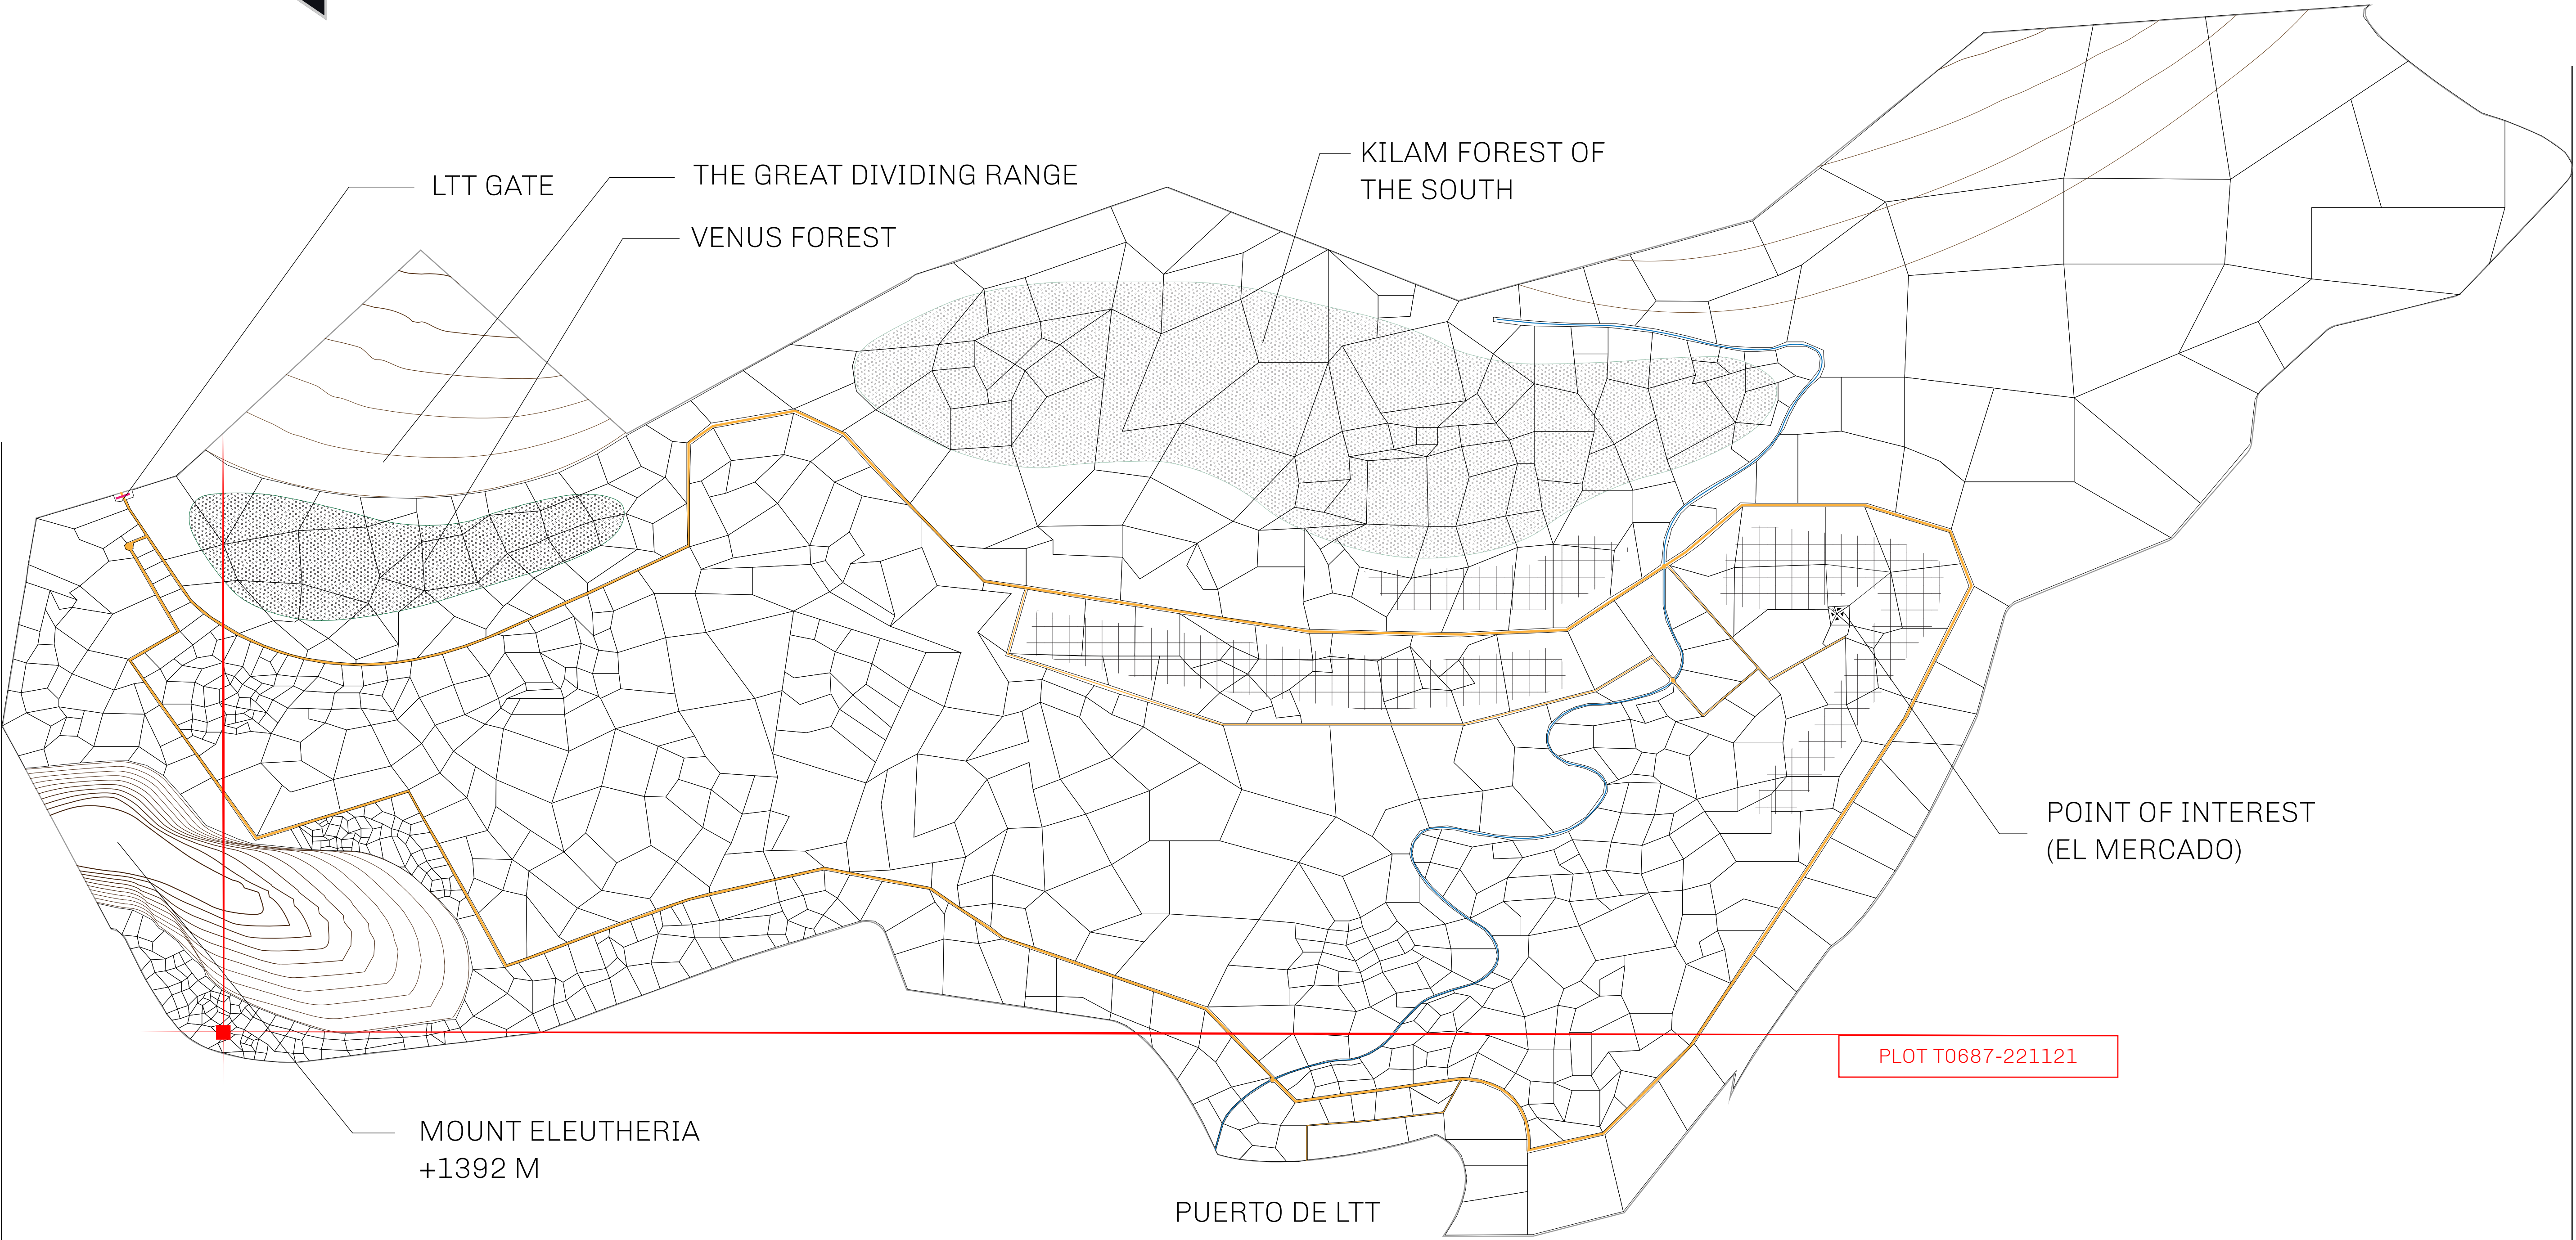 KILAM FOREST OF
THE SOUTH
THE GREAT DIVIDING RANGE
LTT GATE
VENUS FOREST
POINT OF INTEREST
(EL MERCADO)
PLOT T0687-221121
MOUNT ELEUTHERIA
+1392 M
PUERTO DE LTT